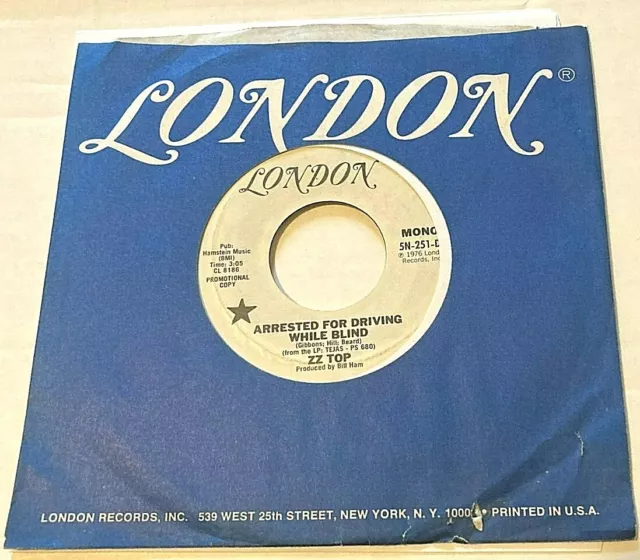 LONDON ®
LONDON
MONO
5N-251-D
℗ 1976 Lond
Records, Inc
Pub:
Hamstein Music
(BMI)
Time: 3:05
CL 8186
PROMOTIONAL
COPY
ARRESTED FOR DRIVING
WHILE BLIND
(Gibbons; Hill; Beard)
(from the LP: TEJAS - PS 680)
ZZ TOP
Produced by Bill Ham
LONDON RECORDS, INC. 539 WEST 25th STREET, NEW YORK, N. Y. 1000 • PRINTED IN U.S.A.